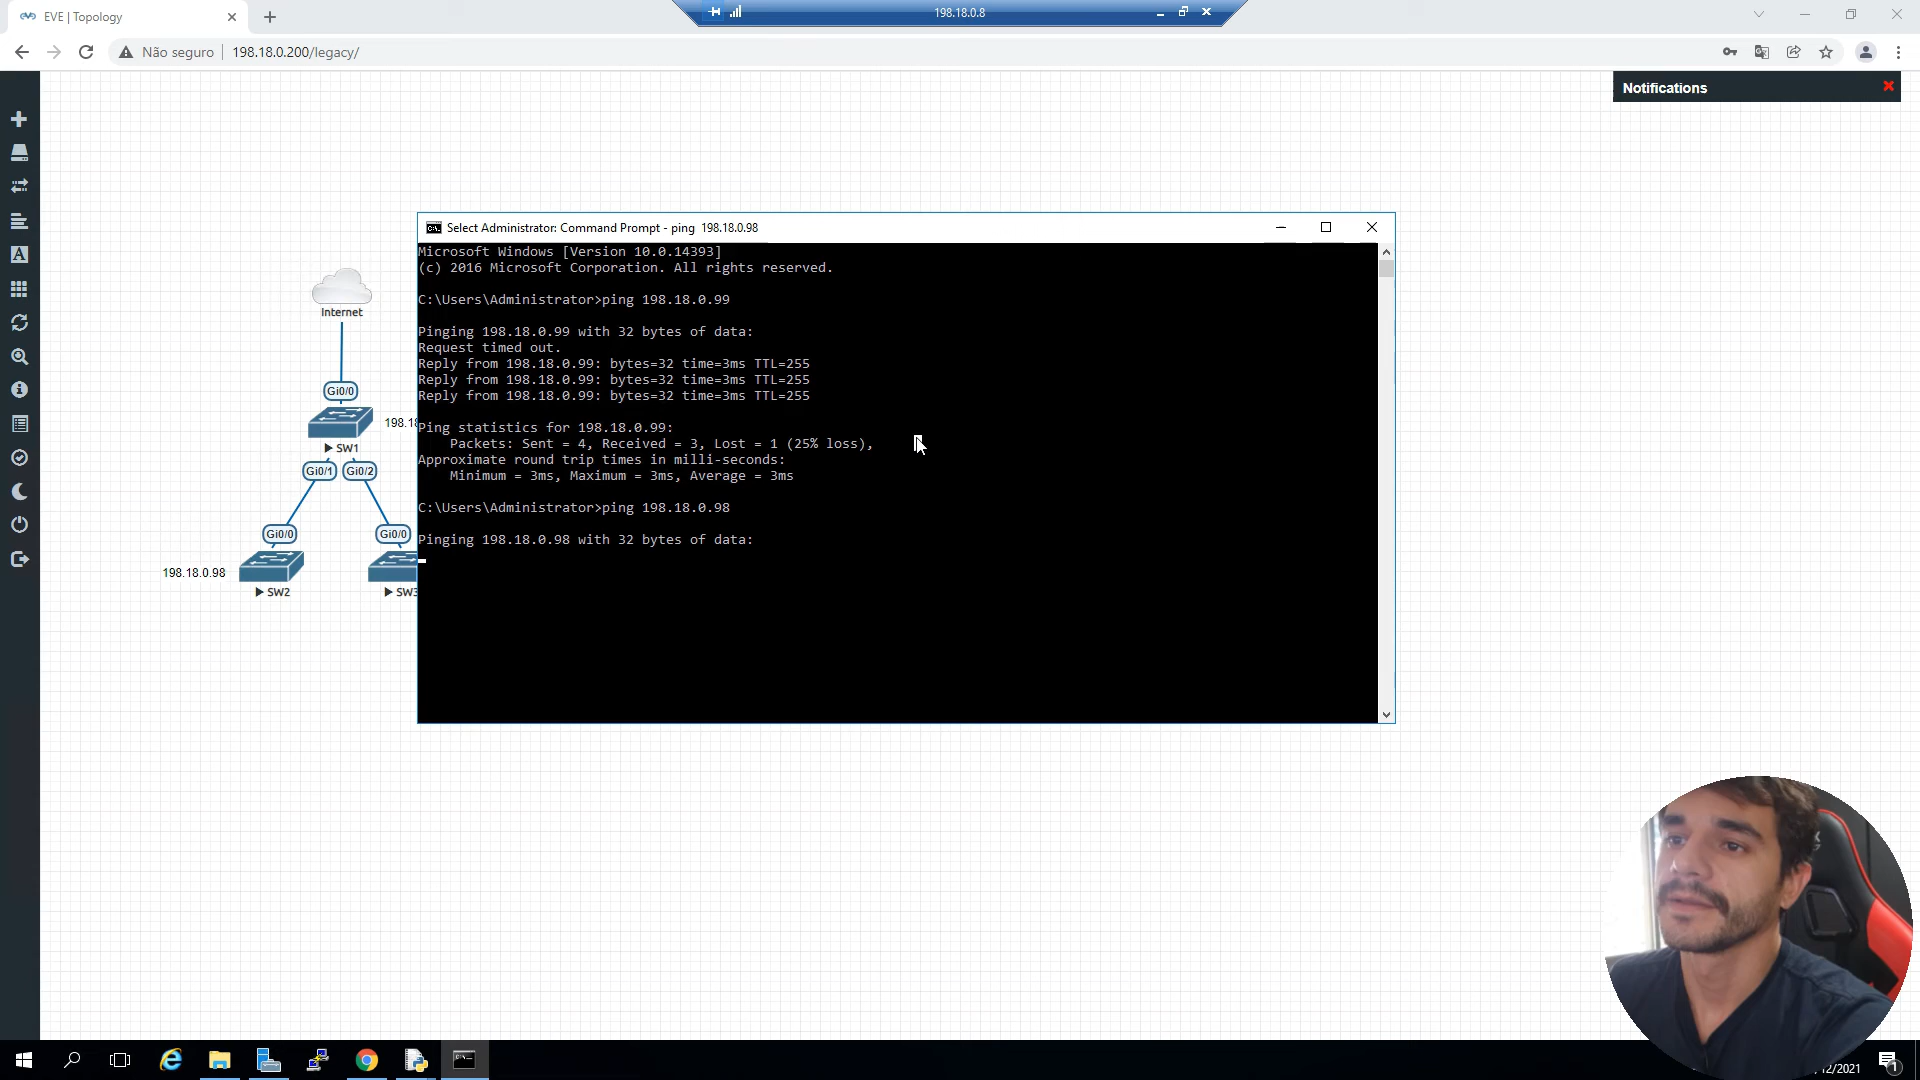 EVE | Topology
198.18.0.8
Não seguro
198.18.0.200/legacy/
Notifications
Select Administrator: Command Prompt - ping  198.18.0.98
Microsoft Windows [Version 10.0.14393]
(c) 2016 Microsoft Corporation. All rights reserved.
C:\Users\Administrator>ping 198.18.0.99
Pinging 198.18.0.99 with 32 bytes of data:
Request timed out.
Reply from 198.18.0.99: bytes=32 time=3ms TTL=255
Reply from 198.18.0.99: bytes=32 time=3ms TTL=255
Reply from 198.18.0.99: bytes=32 time=3ms TTL=255
Ping statistics for 198.18.0.99:
Packets: Sent = 4, Received = 3, Lost = 1 (25% loss),
Approximate round trip times in milli-seconds:
Minimum = 3ms, Maximum = 3ms, Average = 3ms
C:\Users\Administrator>ping 198.18.0.98
Pinging 198.18.0.98 with 32 bytes of data:
Internet
Gi0/0
198.18
SW1
Gi0/1
Gi0/2
Gi0/0
Gi0/0
198.18.0.98
SW2
SW3
/12/2021
1